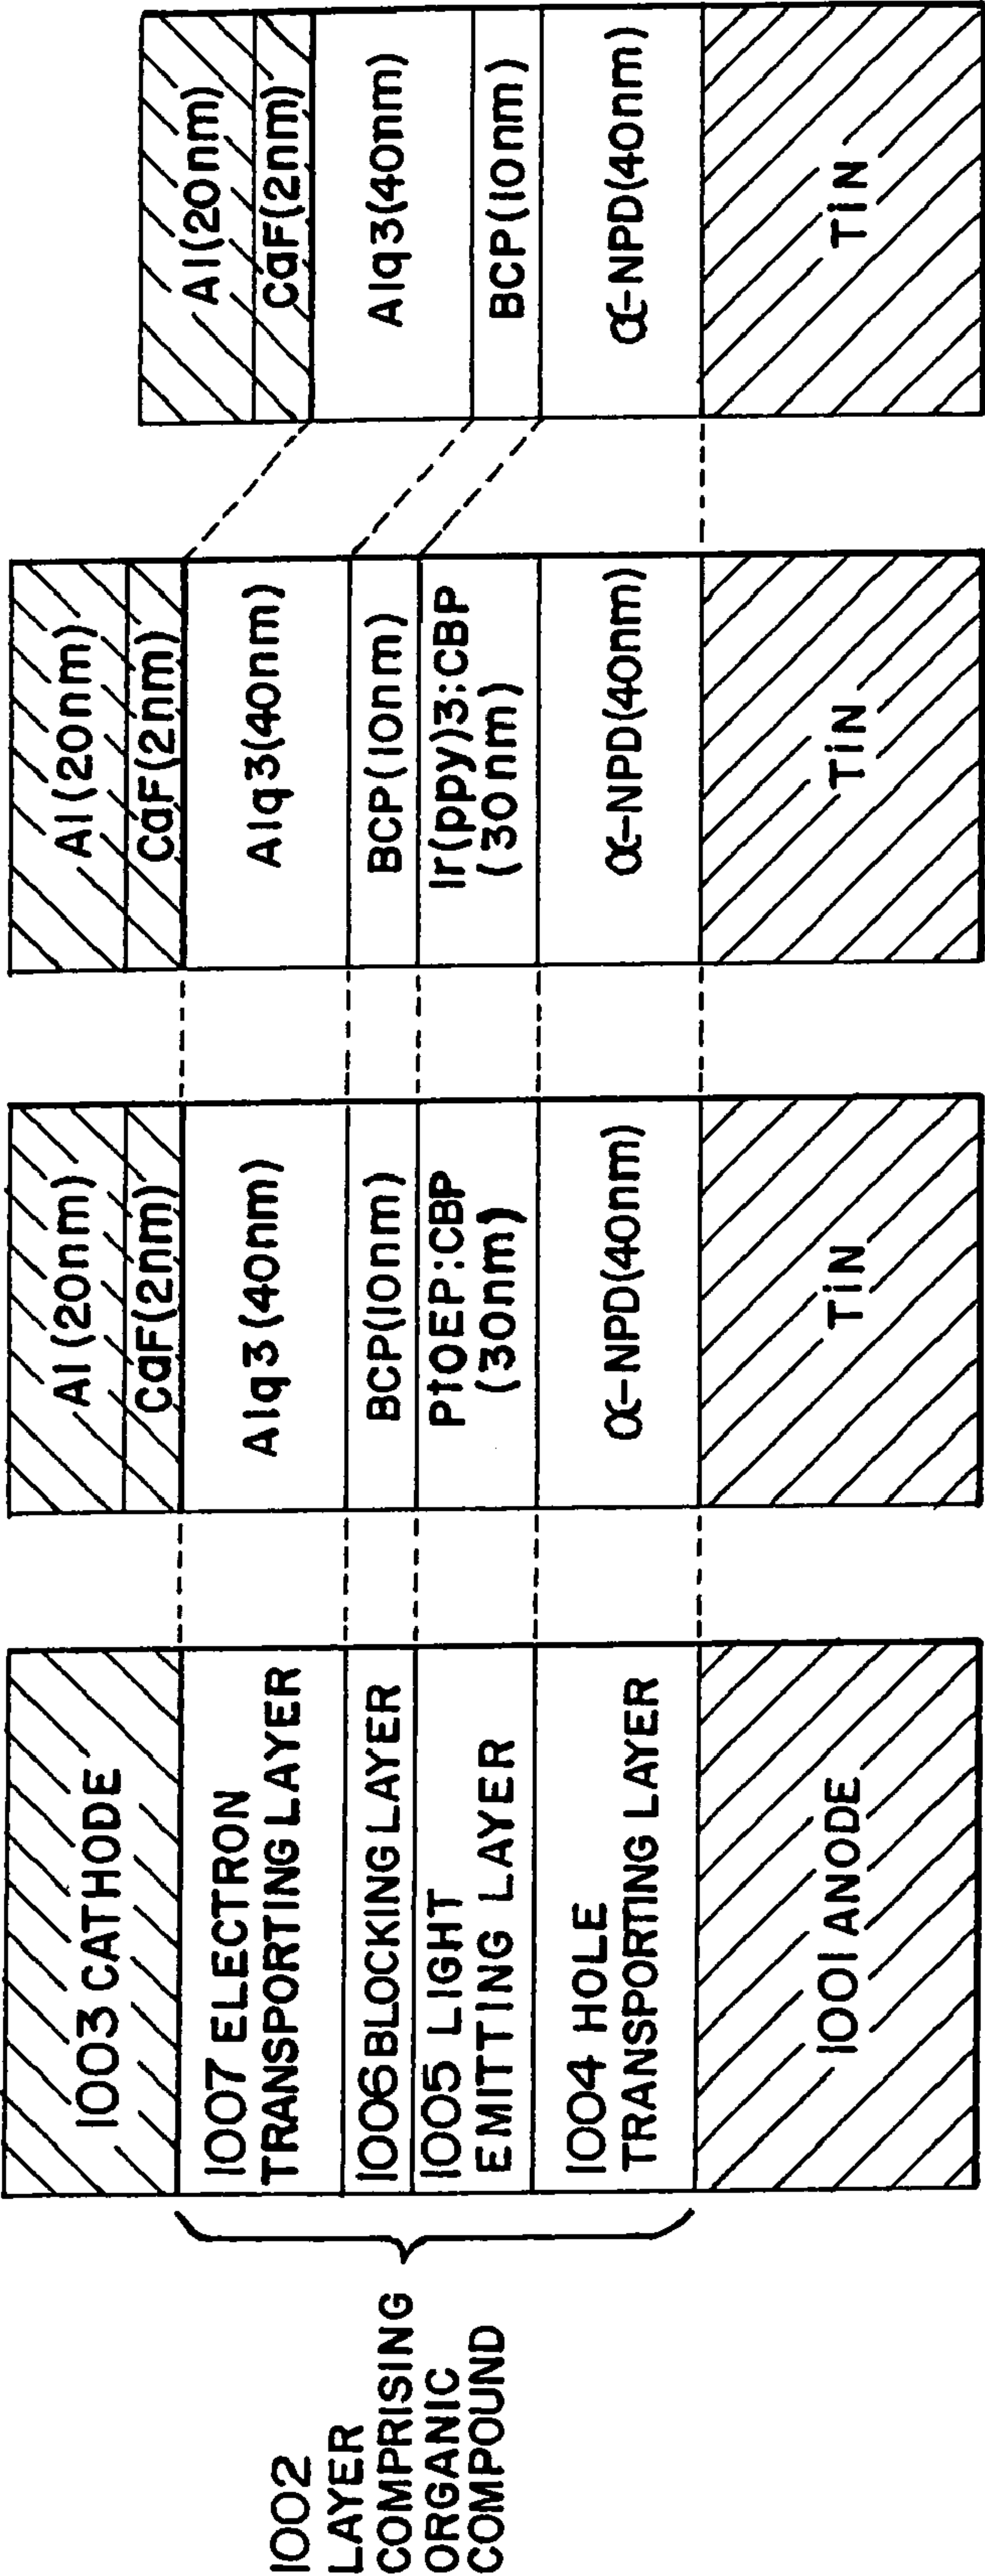 1002
LAYER
COMPRISING
ORGANIC
COMPOUND
1003 CATHODE
1007 ELECTRON
TRANSPORTING LAYER
1006 BLOCKING LAYER
1005 LIGHT
EMITTING LAYER
1004 HOLE
TRANSPORTING LAYER
1001 ANODE
Al(20nm)
CaF(2nm)
Alq3(40nm)
BCP(10nm)
PtOEP:CBP
(30nm)
α-NPD(40nm)
TiN
Al(20nm)
CaF(2nm)
Alq3(40nm)
BCP(10nm)
Ir(ppy)3:CBP
(30nm)
α-NPD(40nm)
TiN
Al(20nm)
CaF(2nm)
Alq3(40nm)
BCP(10nm)
α-NPD(40nm)
TiN